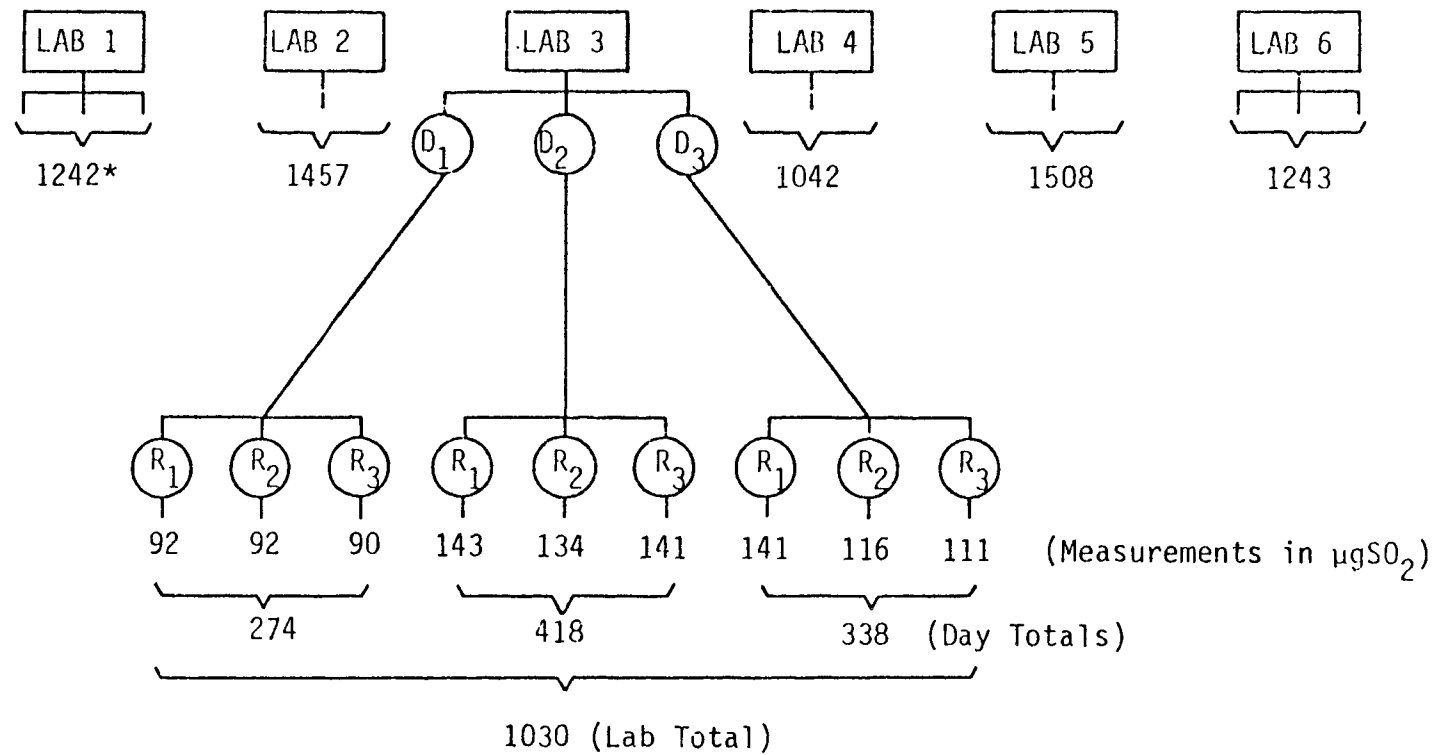 LAB 1 LAB 2 LAB 3 LAB 4 LAB 5 LAB 6
D1 D2 D3
1242* 1457 1042 1508 1243
R1 R2 R3 R1 R2 R3 R1 R2 R3
92 92 90 143 134 141 141 116 111 (Measurements in µgSO2)
274 418 338 (Day Totals)
1030 (Lab Total)